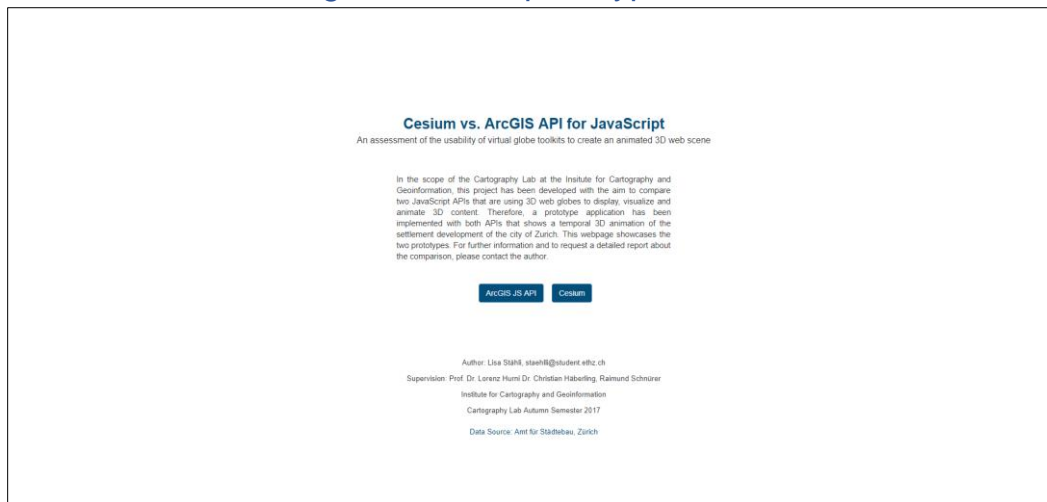 Cesium vs. ArcGIS API for JavaScript
An assessment of the usability of virtual globe toolkits to create an animated 3D web scene
In the scope of the Cartography Lab at the Insitute for Cartography and
Geoinformation, this project has been developed with the aim to compare
two JavaScript APIs that are using 3D web globes to display, visualize and
animate 3D content. Therefore, a prototype application has been
implemented with both APIs that shows a temporal 3D animation of the
settlement development of the city of Zurich. This webpage showcases the
two prototypes. For further information and to request a detailed report about
the comparison, please contact the author.
ArcGIS JS API Cesium
Author: Lisa Stähli, staehlli@student.ethz.ch
Supervision: Prof. Dr. Lorenz Hurni Dr. Christian Häberling, Raimund Schnürer
Institute for Cartography and Geoinformation
Cartography Lab Autumn Semester 2017
Data Source: Amt für Städtebau, Zürich